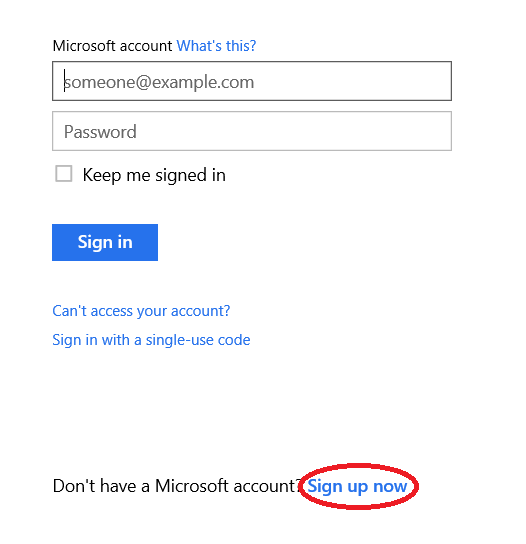 Microsoft account What's this?
someone@example.com
Password
Keep me signed in
Sign in
Can't access your account?
Sign in with a single-use code
Don't have a Microsoft account? Sign up now